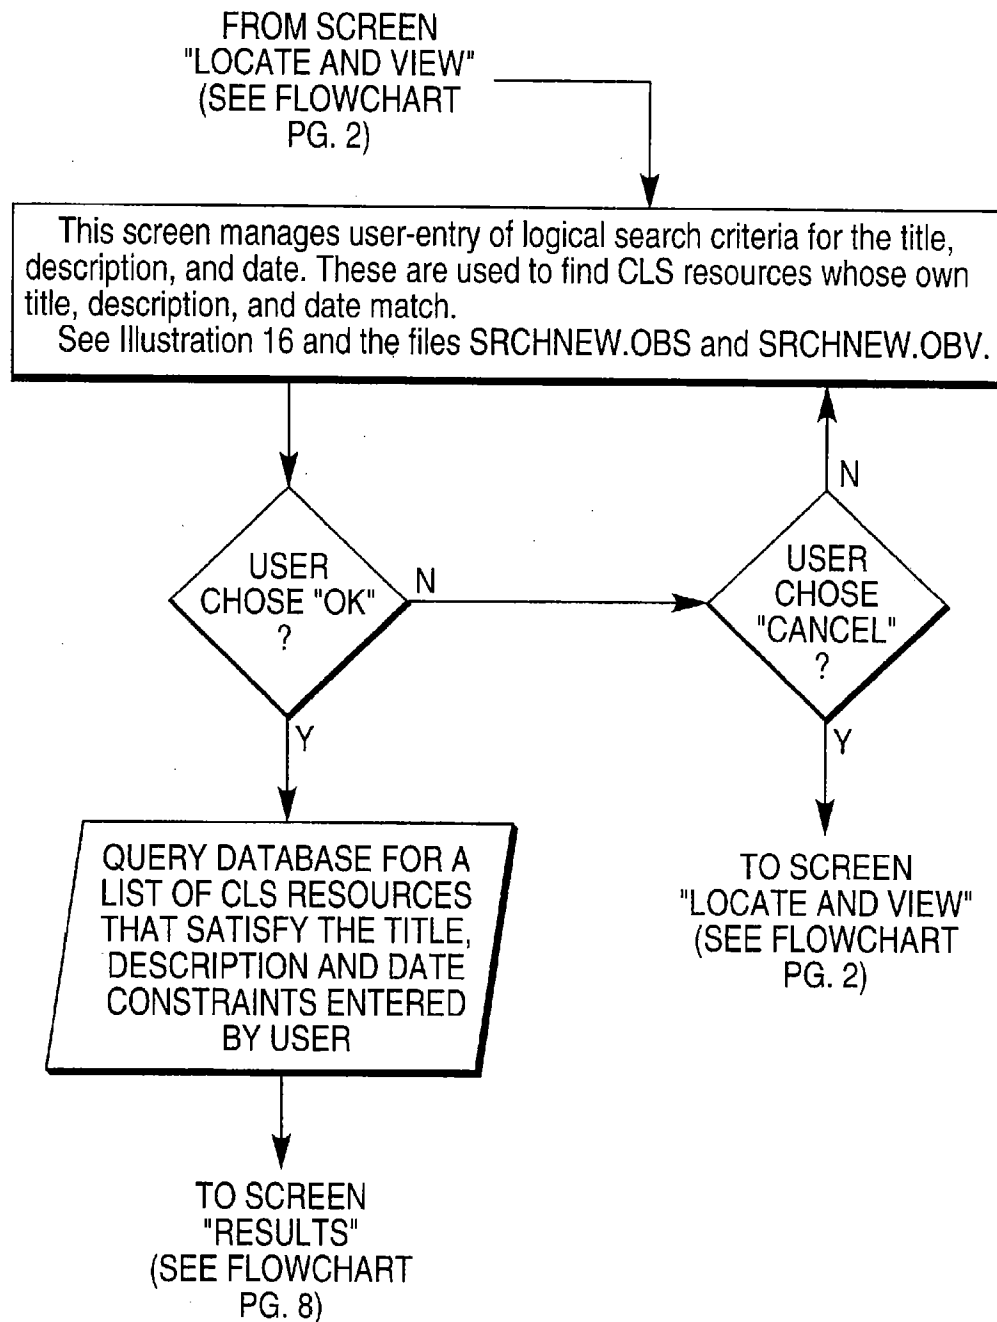 FROM SCREEN
"LOCATE AND VIEW"
(SEE FLOWCHART
PG. 2)
This screen manages user-entry of logical search criteria for the title,
description, and date. These are used to find CLS resources whose own
title, description, and date match.
See Illustration 16 and the files SRCHNEW.OBS and SRCHNEW.OBV.
USER
CHOSE "OK"
?
N
Y
N
USER
CHOSE
"CANCEL"
?
Y
QUERY DATABASE FOR A
LIST OF CLS RESOURCES
THAT SATISFY THE TITLE,
DESCRIPTION AND DATE
CONSTRAINTS ENTERED
BY USER
TO SCREEN
"LOCATE AND VIEW"
(SEE FLOWCHART
PG. 2)
TO SCREEN
"RESULTS"
(SEE FLOWCHART
PG. 8)